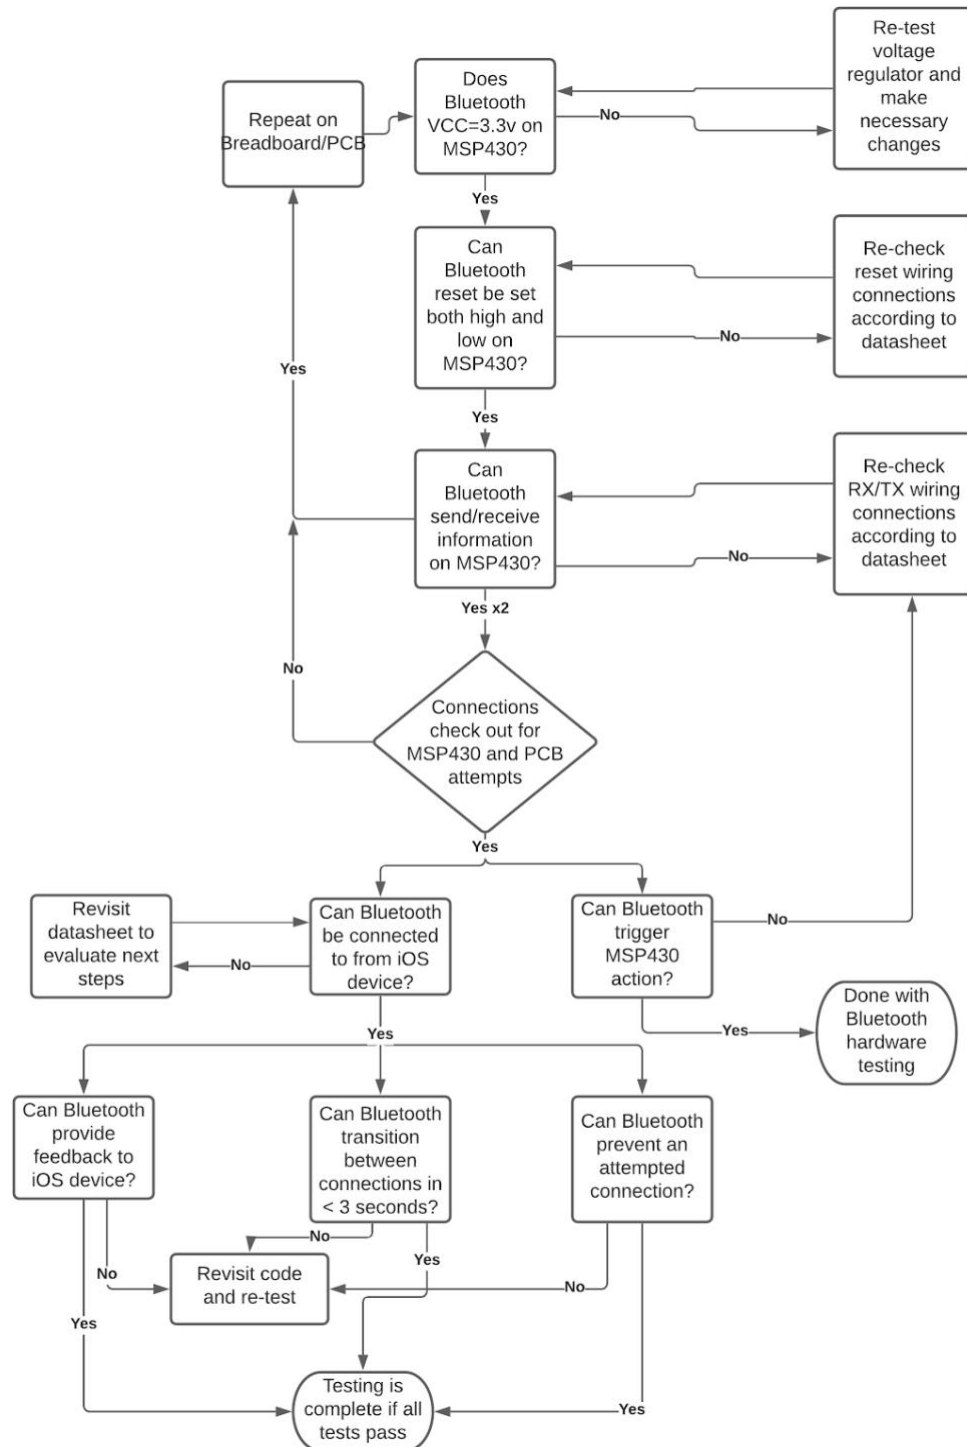 Re-test
voltage
regulator and
make
necessary
changes
Does
Bluetooth
VCC=3.3v on
MSP430?
Repeat on
Breadboard/PCB
No
Yes
Can
Bluetooth
reset be set
both high and
low on
MSP430?
Re-check
reset wiring
connections
according to
datasheet
No
Yes
Yes
Can
Bluetooth
send/receive
information
on MSP430?
Re-check
RX/TX wiring
connections
according to
datasheet
No
Yes x2
No
Connections
check out for
MSP430 and PCB
attempts
Yes
Revisit
datasheet to
evaluate next
steps
Can Bluetooth
be connected
to from iOS
device?
Can Bluetooth
trigger
MSP430
action?
No
No
Done with
Bluetooth
hardware
testing
Yes
Yes
Can Bluetooth
provide
feedback to
iOS device?
Can Bluetooth
transition
between
connections in
< 3 seconds?
Can Bluetooth
prevent an
attempted
connection?
No
Yes
Revisit code
and re-test
No
No
Yes
Testing is
complete if all
tests pass
Yes